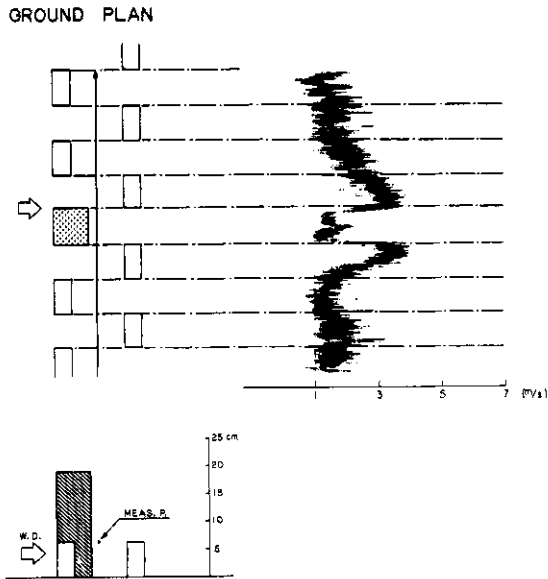 GROUND PLAN
1 3 5 7 (m/s)
25 cm
20
15
MEAS. P.
10
W.D.
5